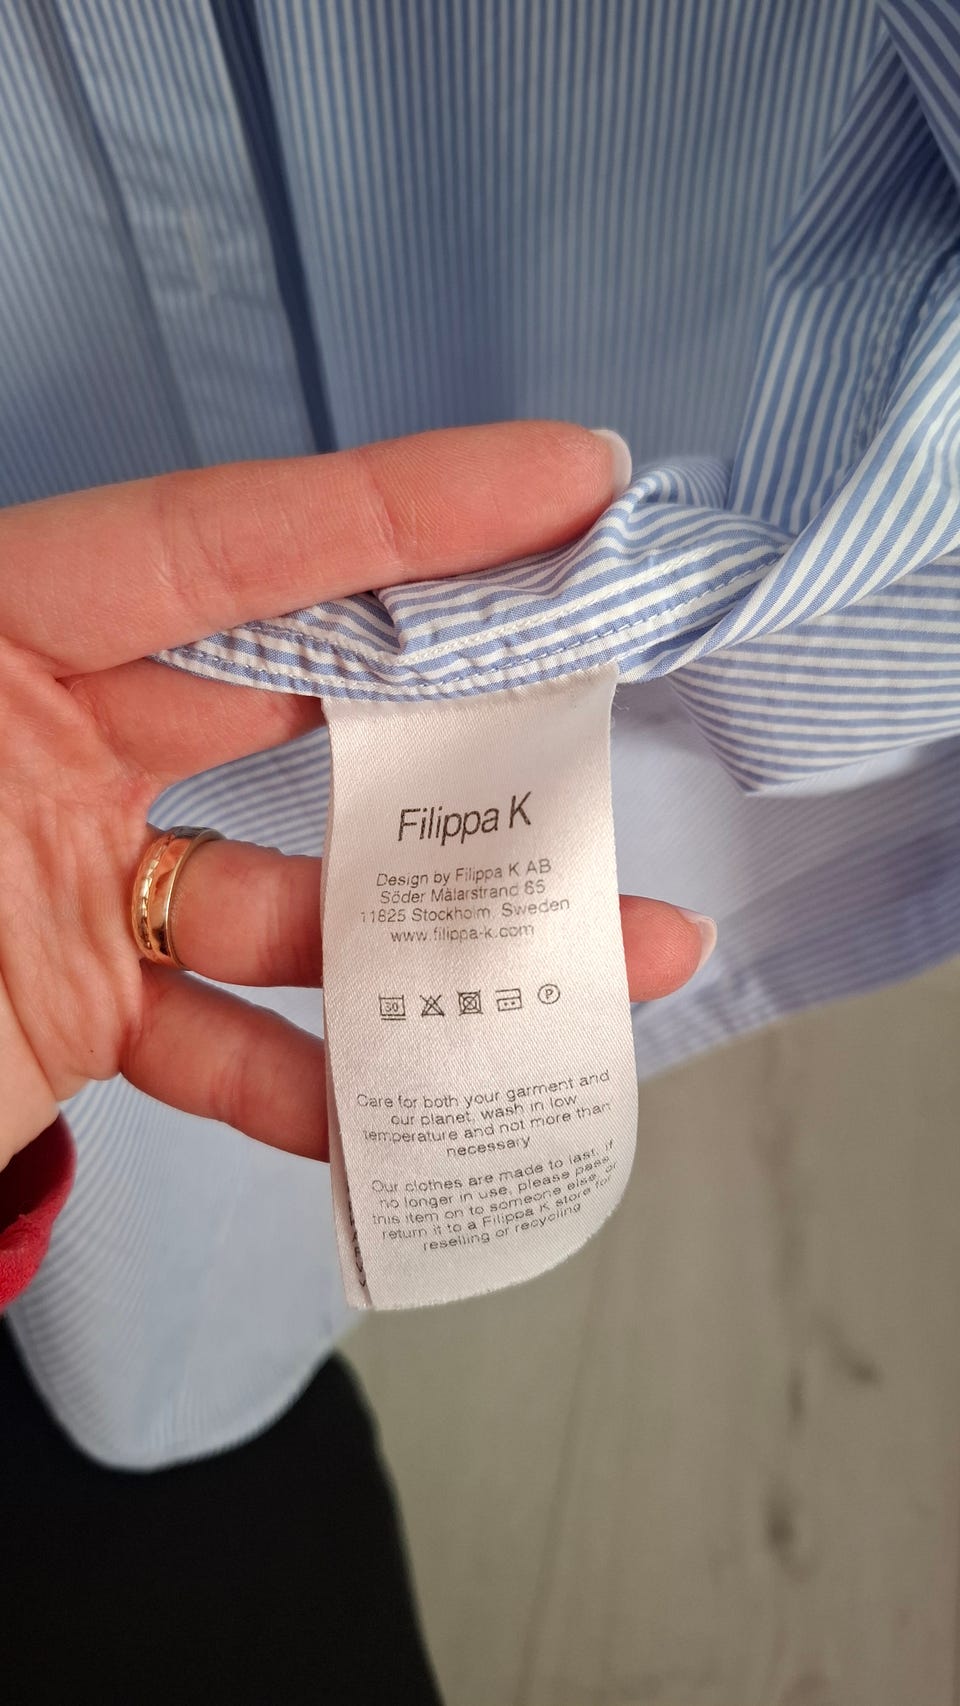 Filippa K
Design by Filippa K AB
Söder Mälarstrand 65
11825 Stockholm, Sweden
www.filippa-k.com
30
P
Care for both your garment and
our planet, wash in low
temperature and not more than
necessary
Our clothes are made to last, if
no longer in use, please pass
this item on to someone else, or
return it to a Filippa K store for
reselling or recycling